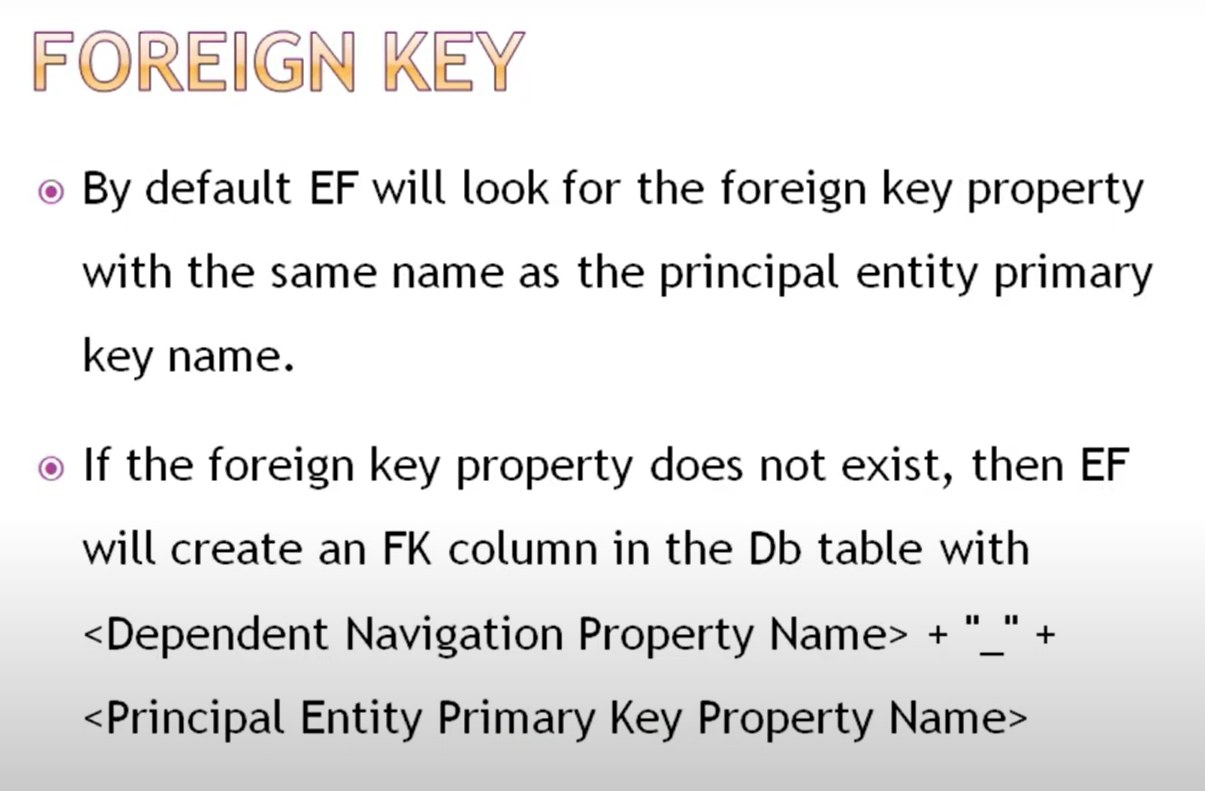 FOREIGN KEY
By default EF will look for the foreign key property
with the same name as the principal entity primary
key name.
If the foreign key property does not exist, then EF
will create an FK column in the Db table with
<Dependent Navigation Property Name> + "_" +
<Principal Entity Primary Key Property Name>